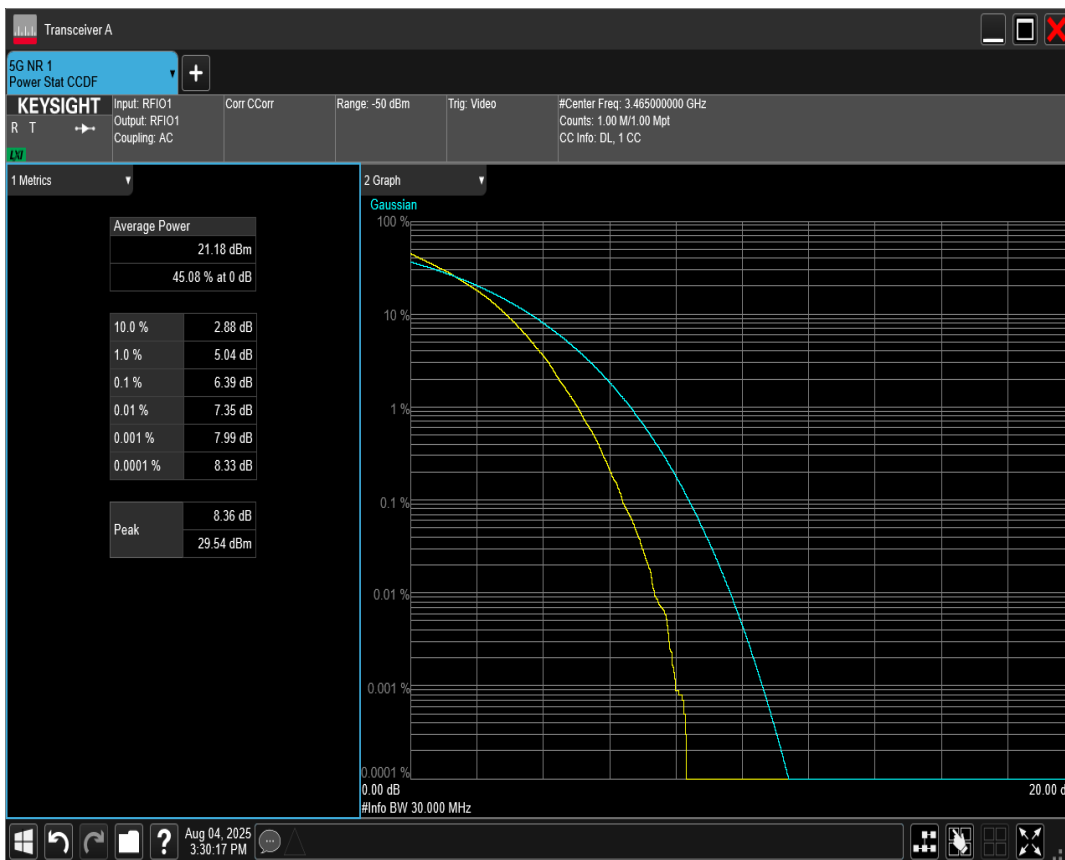 Transceiver A
5G NR 1
Power Stat CCDF
KEYSIGHT
R T
LXI
Input: RFIO1
Output: RFIO1
Coupling: AC
Corr CCorr
Range: -50 dBm
Trig: Video
#Center Freq: 3.465000000 GHz
Counts: 1.00 M/1.00 Mpt
CC Info: DL, 1 CC
1 Metrics
Average Power
21.18 dBm
45.08 % at 0 dB
10.0 % 2.88 dB
1.0 % 5.04 dB
0.1 % 6.39 dB
0.01 % 7.35 dB
0.001 % 7.99 dB
0.0001 % 8.33 dB
Peak
8.36 dB
29.54 dBm
2 Graph
Gaussian
100 %
10 %
1 %
0.1 %
0.01 %
0.001 %
0.0001 %
0.00 dB 20.00 d
#Info BW 30.000 MHz
?
Aug 04, 2025
3:30:17 PM